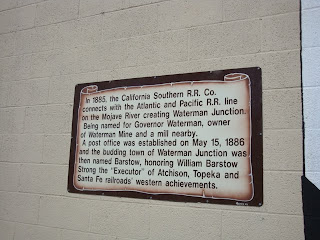 In 1885, the California Southern R.R. Co.
connects with the Atlantic and Pacific R.R. line
on the Mojave River creating Waterman Junction.
Being named for Governor Waterman, owner
of Waterman Mine and a mill nearby.
A post office was established on May 15, 1886
and the budding town of Waterman Junction was
then named Barstow, honoring William Barstow
Strong the "Executor" of Atchison, Topeka and
Santa Fe railroads' western achievements.